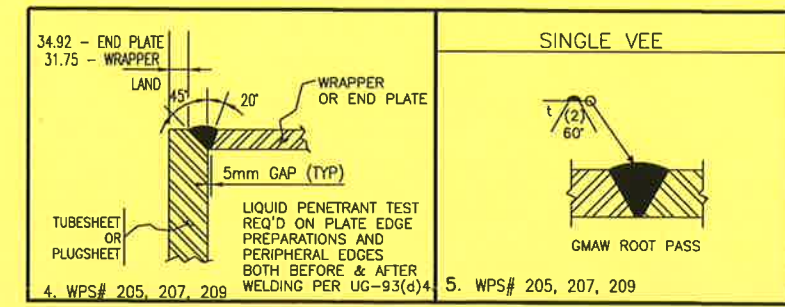 34.92 - END PLATE
31.75 - WRAPPER
LAND
45°
20°
WRAPPER
OR END PLATE
5mm GAP (TYP)
TUBESHEET
OR
PLUGSHEET
LIQUID PENETRANT TEST
REQ'D ON PLATE EDGE
PREPARATIONS AND
PERIPHERAL EDGES
BOTH BEFORE & AFTER
WELDING PER UG-93(d)4
4. WPS# 205, 207, 209
SINGLE VEE
t
(2)
60°
GMAW ROOT PASS
5. WPS# 205, 207, 209